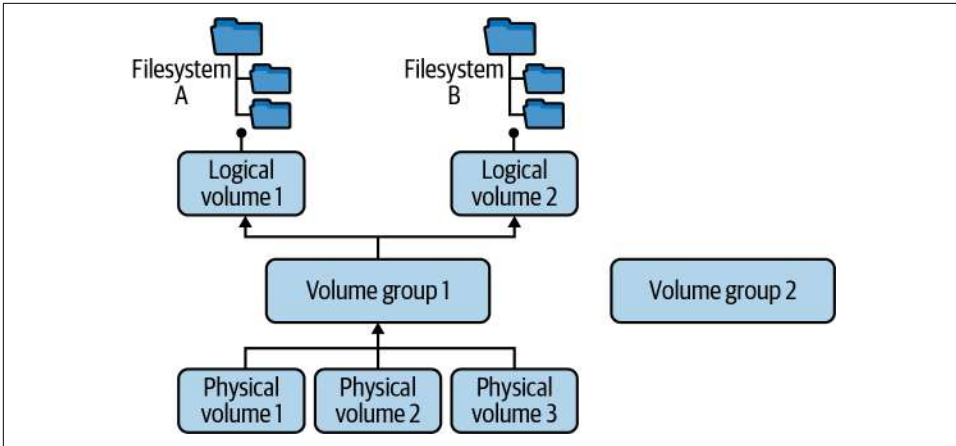 Filesystem
A
Filesystem
B
Logical
volume 1
Logical
volume 2
Volume group 1
Volume group 2
Physical
volume 1
Physical
volume 2
Physical
volume 3